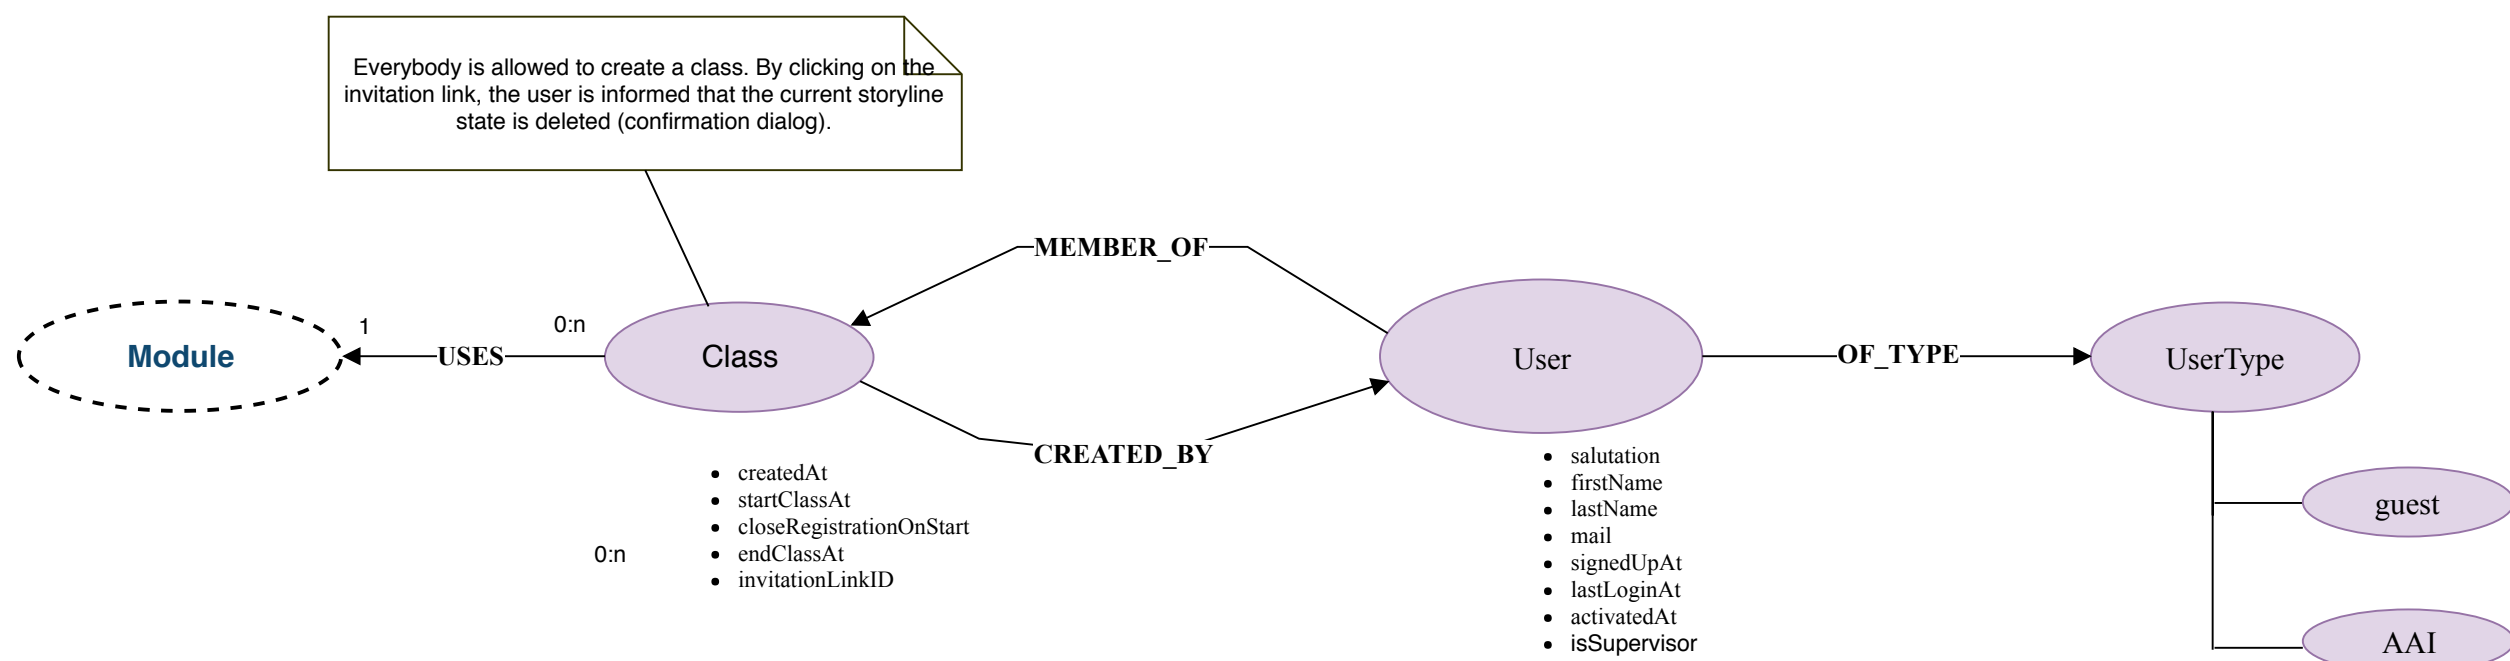 Everybody is allowed to create a class. By clicking on the
invitation link, the user is informed that the current storyline
state is deleted (confirmation dialog).
MEMBER_OF
1
0:n
Module
USES
Class
User
OF_TYPE
UserType
CREATED_BY
createdAt
startClassAt
closeRegistrationOnStart
endClassAt
invitationLinkID
0:n
salutation
firstName
lastName
mail
signedUpAt
lastLoginAt
activatedAt
isSupervisor
guest
AAI